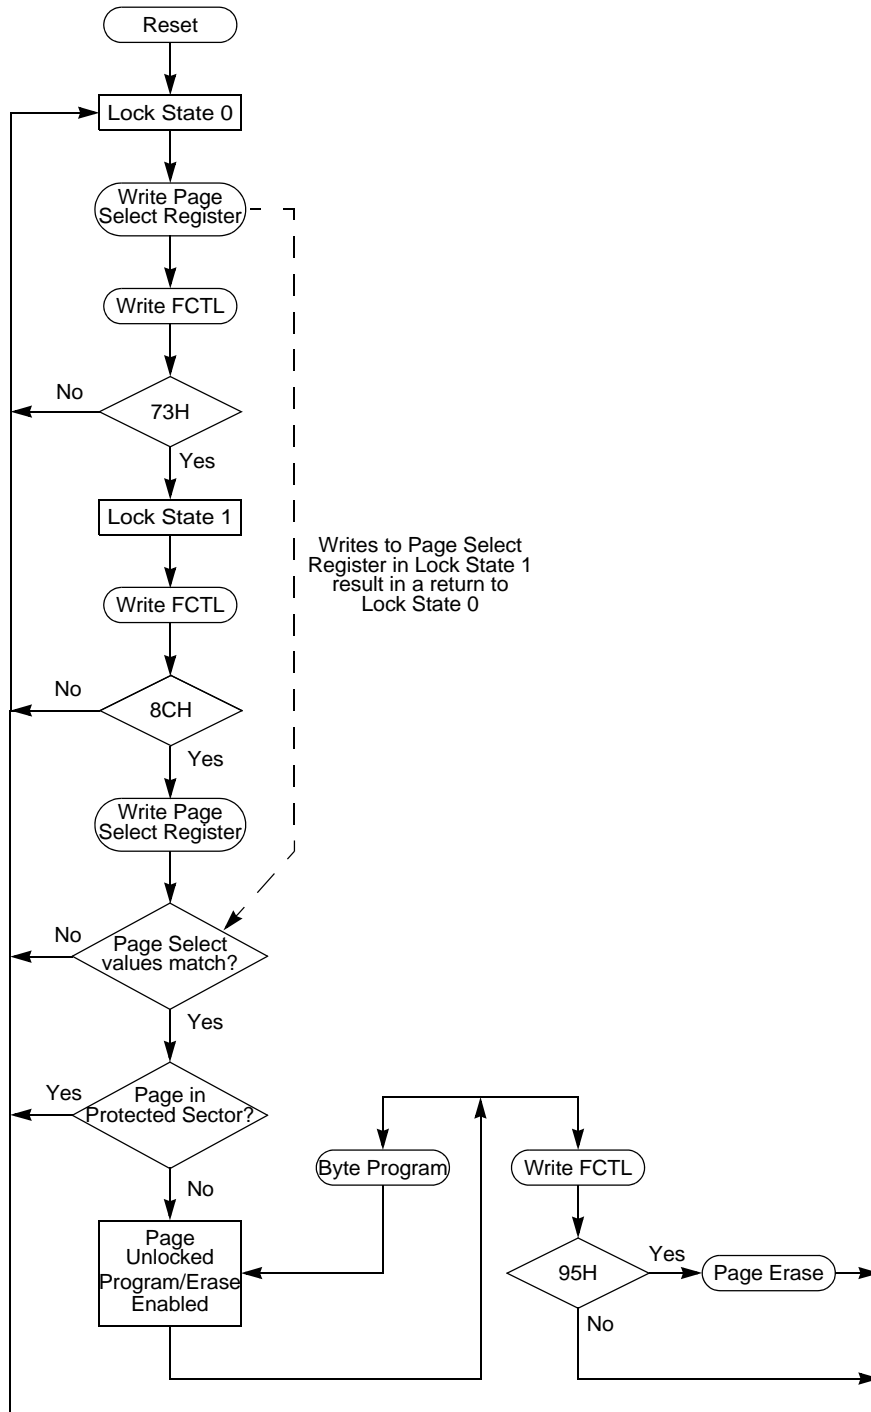 Reset
Lock State 0
Write Page
Select Register
Write FCTL
No
73H
Yes
Lock State 1
Writes to Page Select
Register in Lock State 1
result in a return to
Lock State 0
Write FCTL
No
8CH
Yes
Write Page
Select Register
No
Page Select
values match?
Yes
Yes
Page in
Protected Sector?
No
Byte Program
Write FCTL
Page
Unlocked
Program/Erase
Enabled
95H
Yes
Page Erase
No